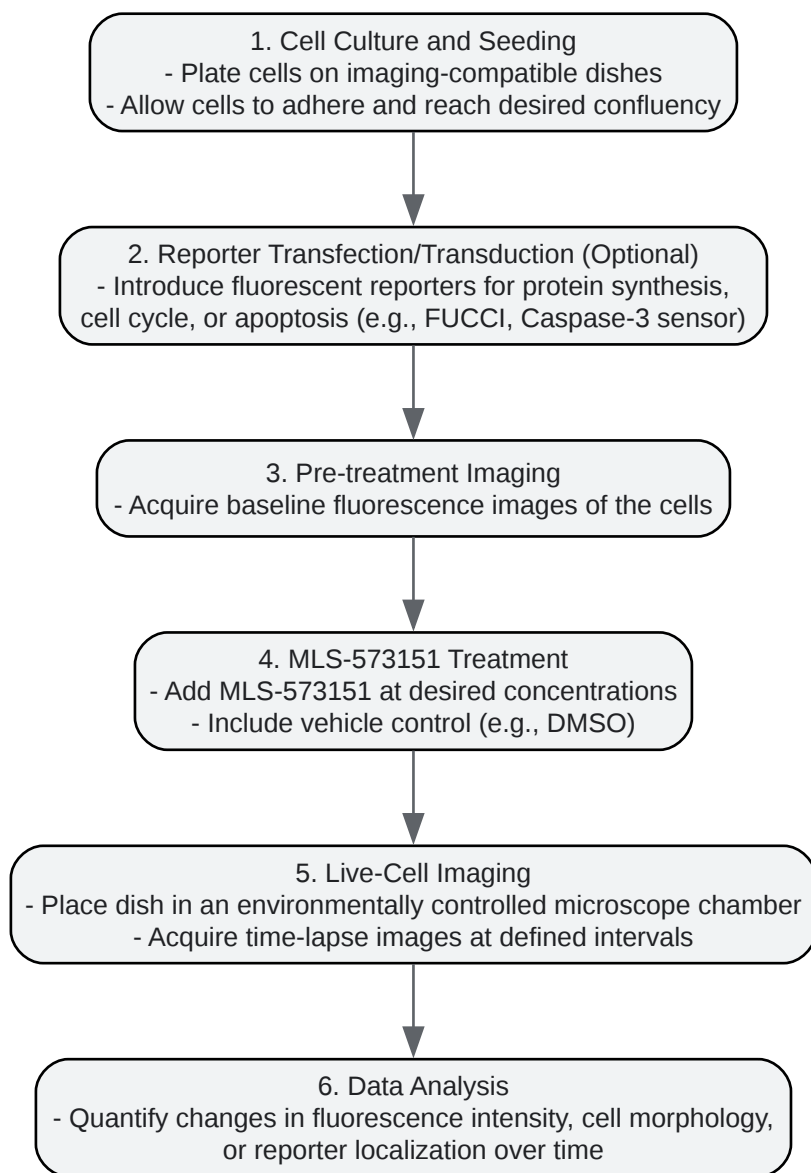 1. Cell Culture and Seeding
- Plate cells on imaging-compatible dishes
- Allow cells to adhere and reach desired confluency
2. Reporter Transfection/Transduction (Optional)
- Introduce fluorescent reporters for protein synthesis,
cell cycle, or apoptosis (e.g., FUCCI, Caspase-3 sensor)
3. Pre-treatment Imaging
- Acquire baseline fluorescence images of the cells
4. MLS-573151 Treatment
- Add MLS-573151 at desired concentrations
- Include vehicle control (e.g., DMSO)
5. Live-Cell Imaging
- Place dish in an environmentally controlled microscope chamber
- Acquire time-lapse images at defined intervals
6. Data Analysis
- Quantify changes in fluorescence intensity, cell morphology,
or reporter localization over time